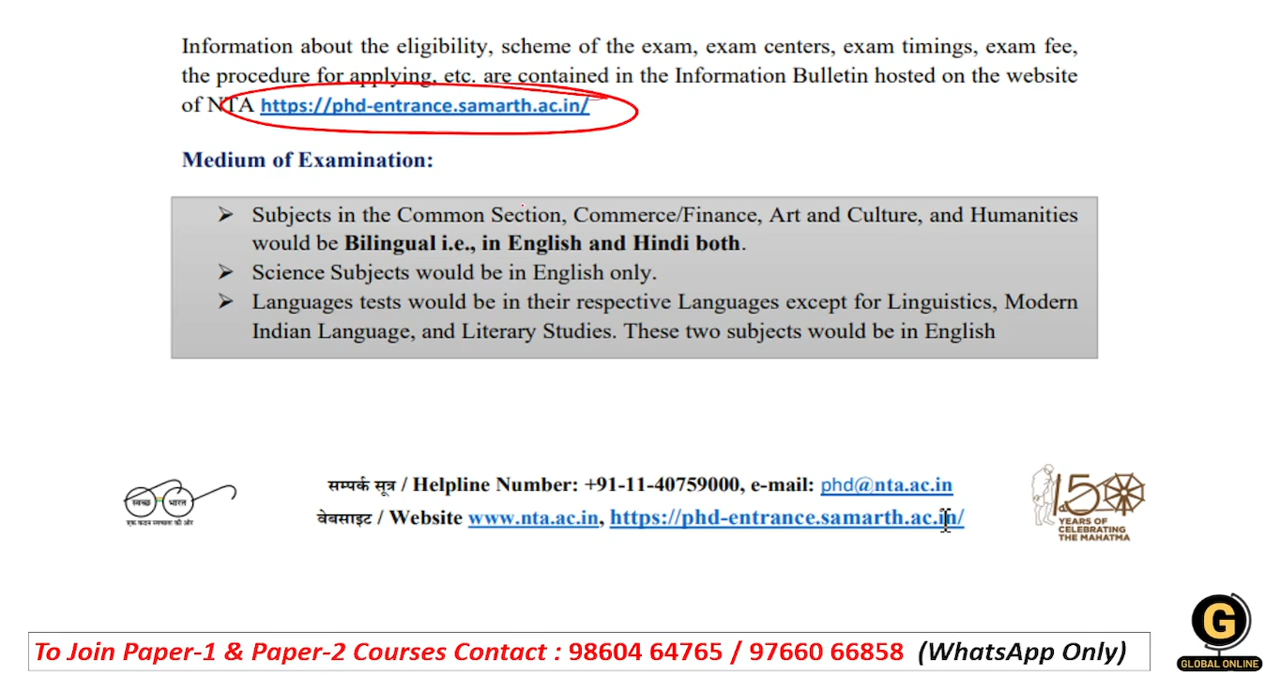 Information about the eligibility, scheme of the exam, exam centers, exam timings, exam fee,
the procedure for applying, etc. are contained in the Information Bulletin hosted on the website
of NTA https://phd-entrance.samarth.ac.in/
Medium of Examination:
➢ Subjects in the Common Section, Commerce/Finance, Art and Culture, and Humanities
would be Bilingual i.e., in English and Hindi both.
➢ Science Subjects would be in English only.
➢ Languages tests would be in their respective Languages except for Linguistics, Modern
Indian Language, and Literary Studies. These two subjects would be in English
स्वच्छ भारत
एक कदम स्वच्छता की ओर
सम्पर्क सूत्र / Helpline Number: +91-11-40759000, e-mail: phd@nta.ac.in
वेबसाइट / Website www.nta.ac.in, https://phd-entrance.samarth.ac.in/
150
YEARS OF
CELEBRATING
THE MAHATMA
To Join Paper-1 & Paper-2 Courses Contact : 98604 64765 / 97660 66858 (WhatsApp Only)
G
GLOBAL ONLINE